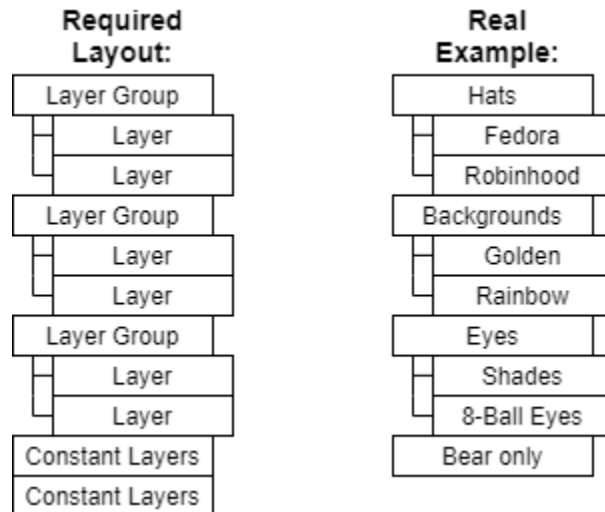 Required
Layout:
Layer Group
Layer
Layer
Layer Group
Layer
Layer
Layer Group
Layer
Layer
Constant Layers
Constant Layers
Real
Example:
Hats
Fedora
Robinhood
Backgrounds
Golden
Rainbow
Eyes
Shades
8-Ball Eyes
Bear only